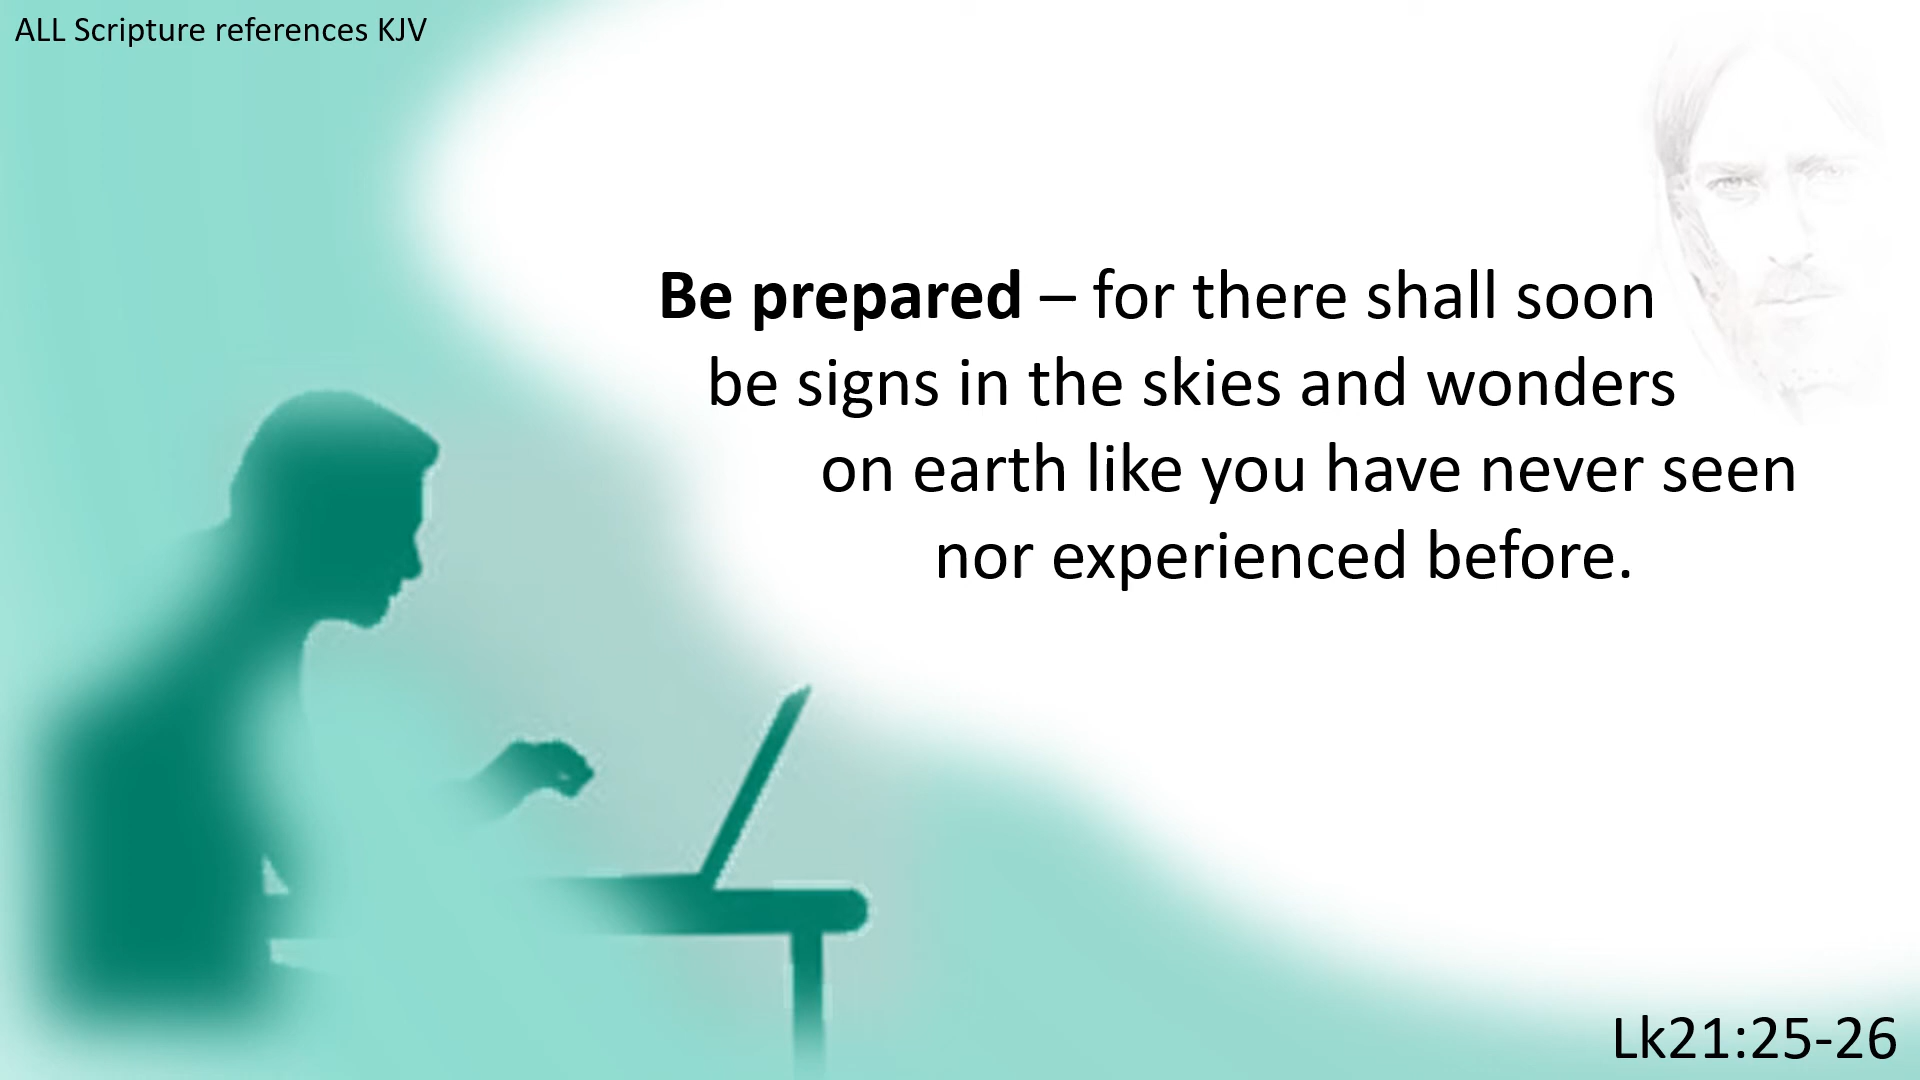 ALL Scripture references KJV
Be prepared – for there shall soon
be signs in the skies and wonders
on earth like you have never seen
nor experienced before.
Lk21:25-26